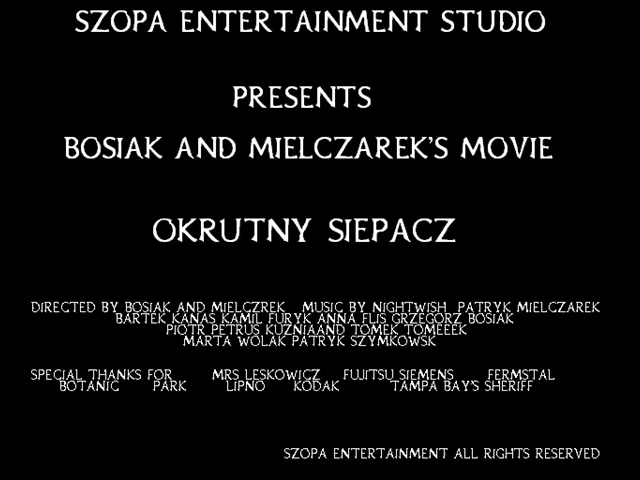 SZOPA ENTERTAINMENT STUDIO
PRESENTS
BOSIAK AND MIELCZAREK'S MOVIE
OKRUTNY SIEPACZ
DIRECTED BY BOSIAK AND MIELCZREK MUSIC BY NIGHTWISH PATRYK MIELCZAREK
BARTEK KANAS KAMIL FURYK ANNA FLIS GRZEGORZ BOSIAK
PIOTR PETRUS KUZNIAAND TOMEK TOMEEEK
MARTA WOLAK PATRYK SZYMKOWSK
SPECIAL THANKS FOR MRS LESKOWICZ FUJITSU SIEMENS FERMSTAL
BOTANIC PARK LIPNO KODAK TAMPA BAY'S SHERIFF
SZOPA ENTERTAINMENT ALL RIGHTS RESERVED